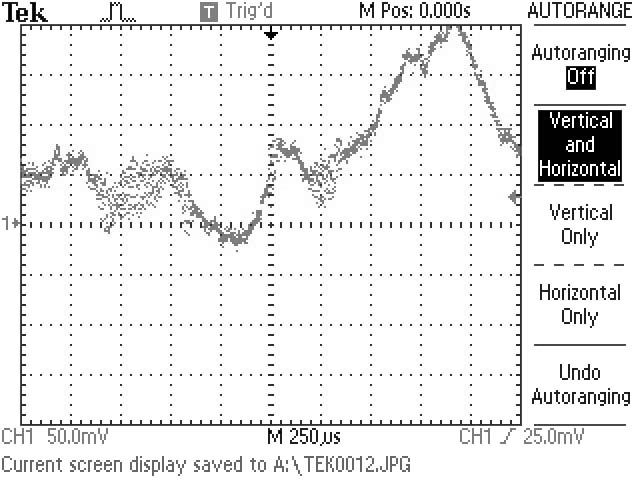 Tek T Trig'd M Pos: 0.000s AUTORANGE
Autoranging
Off
Vertical
and
Horizontal
1
Vertical
Only
Horizontal
Only
Undo
Autoranging
CH1 50.0mV M 250µs CH1 25.0mV
Current screen display saved to A:\TEK0012.JPG